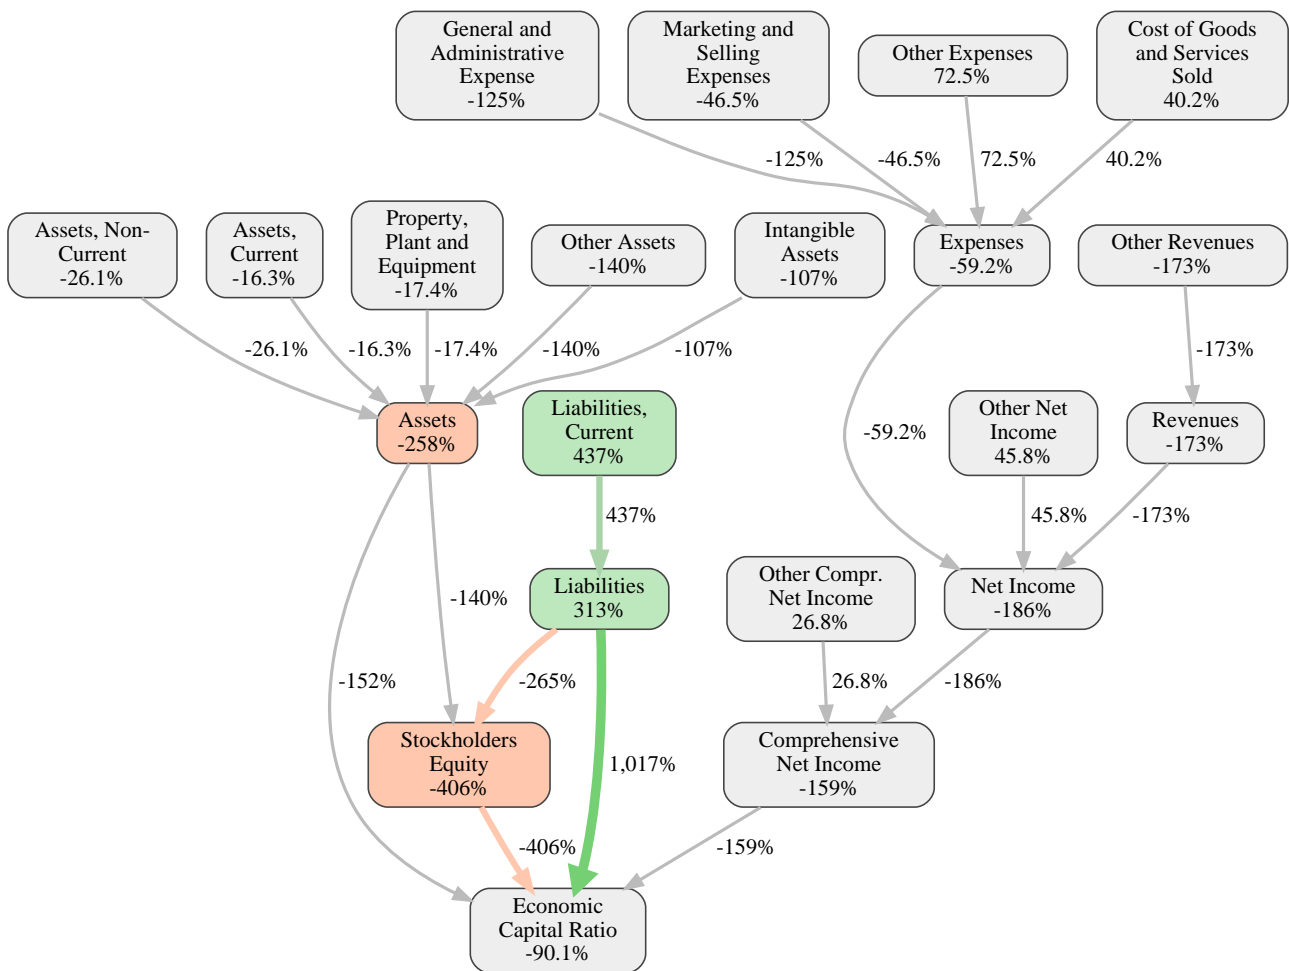 General and
Administrative
Expense
-125%
Marketing and
Selling
Expenses
-46.5%
Other Expenses
72.5%
Cost of Goods
and Services
Sold
40.2%
-125%
-46.5%
72.5%
40.2%
Assets, Non-
Current
-26.1%
Assets,
Current
-16.3%
Property,
Plant and
Equipment
-17.4%
Other Assets
-140%
Intangible
Assets
-107%
Expenses
-59.2%
Other Revenues
-173%
-26.1%
-16.3%
-17.4%
-140%
-107%
-173%
Assets
-258%
Liabilities,
Current
437%
-59.2%
Other Net
Income
45.8%
Revenues
-173%
437%
45.8%
-173%
-140%
Liabilities
313%
Other Compr.
Net Income
26.8%
Net Income
-186%
-152%
-265%
26.8%
-186%
Stockholders
Equity
-406%
1,017%
Comprehensive
Net Income
-159%
-406%
-159%
Economic
Capital Ratio
-90.1%